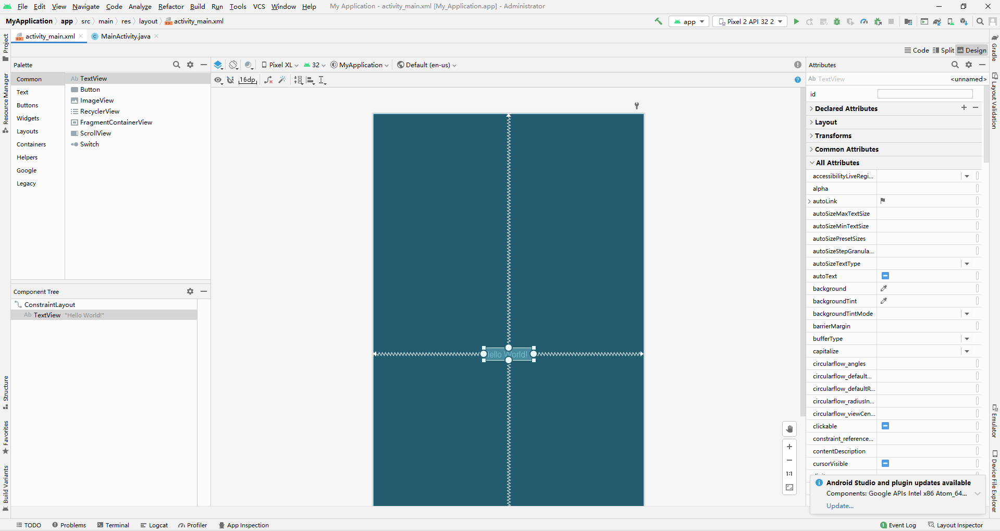 File Edit View Navigate Code Analyze Refactor Build Run Tools VCS Window Help My Application - activity_main.xml [My_Application.app] - Administrator
MyApplication app src main res layout activity_main.xml app Pixel 2 API 32 2
activity_main.xml MainActivity.java
Code Split Design
Palette
Pixel XL 32 MyApplication Default (en-us)
Attributes
16dp
Common
Text
Buttons
Widgets
Layouts
Containers
Helpers
Google
Legacy
Ab TextView
Button
ImageView
RecyclerView
FragmentContainerView
ScrollView
Switch
Component Tree
ConstraintLayout
Ab TextView "Hello World!"
Hello World!
1:1
Ab TextView <unnamed>
id
Declared Attributes
Layout
Transforms
Common Attributes
All Attributes
accessibilityLiveRegi...
alpha
autoLink
autoSizeMaxTextSize
autoSizeMinTextSize
autoSizePresetSizes
autoSizeStepGranula...
autoSizeTextType
autoText
background
backgroundTint
backgroundTintMode
barrierMargin
bufferType
capitalize
circularflow_angles
circularflow_default...
circularflow_defaultR...
circularflow_radiusIn...
circularflow_viewCen...
clickable
constraint_reference...
contentDescription
cursorVisible
Android Studio and plugin updates available
Components: Google APIs Intel x86 Atom_64...
Update...
Project
Resource Manager
Structure
Favorites
Build Variants
Gradle
Layout Validation
Emulator
Device File Explorer
TODO Problems Terminal Logcat Profiler App Inspection 1 Event Log Layout Inspector